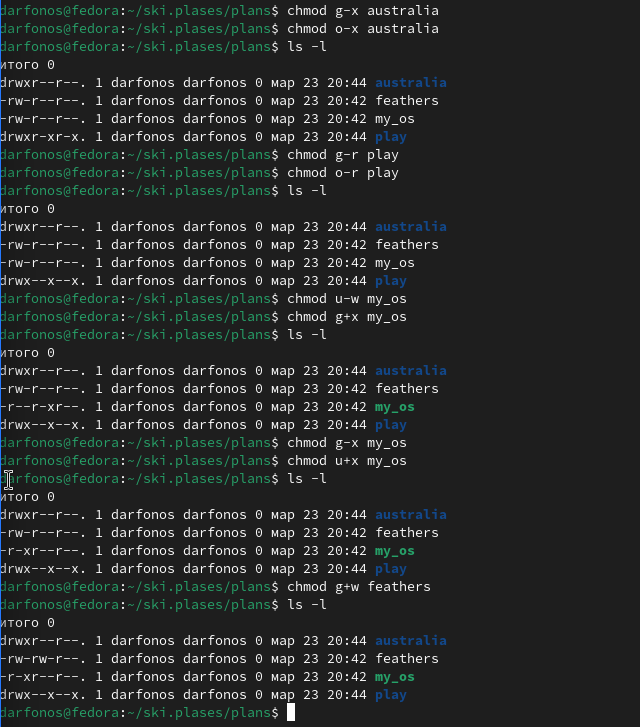 darfonos@fedora:~/ski.plases/plans$ chmod g-x australia
darfonos@fedora:~/ski.plases/plans$ chmod o-x australia
darfonos@fedora:~/ski.plases/plans$ ls -l
итого 0
drwxr--r--. 1 darfonos darfonos 0 мар 23 20:44 australia
-rw-r--r--. 1 darfonos darfonos 0 мар 23 20:42 feathers
-rw-r--r--. 1 darfonos darfonos 0 мар 23 20:42 my_os
drwxr-xr-x. 1 darfonos darfonos 0 мар 23 20:44 play
darfonos@fedora:~/ski.plases/plans$ chmod g-r play
darfonos@fedora:~/ski.plases/plans$ chmod o-r play
darfonos@fedora:~/ski.plases/plans$ ls -l
итого 0
drwxr--r--. 1 darfonos darfonos 0 мар 23 20:44 australia
-rw-r--r--. 1 darfonos darfonos 0 мар 23 20:42 feathers
-rw-r--r--. 1 darfonos darfonos 0 мар 23 20:42 my_os
drwx--x--x. 1 darfonos darfonos 0 мар 23 20:44 play
darfonos@fedora:~/ski.plases/plans$ chmod u-w my_os
darfonos@fedora:~/ski.plases/plans$ chmod g+x my_os
darfonos@fedora:~/ski.plases/plans$ ls -l
итого 0
drwxr--r--. 1 darfonos darfonos 0 мар 23 20:44 australia
-rw-r--r--. 1 darfonos darfonos 0 мар 23 20:42 feathers
-r--r-xr--. 1 darfonos darfonos 0 мар 23 20:42 my_os
drwx--x--x. 1 darfonos darfonos 0 мар 23 20:44 play
darfonos@fedora:~/ski.plases/plans$ chmod g-x my_os
darfonos@fedora:~/ski.plases/plans$ chmod u+x my_os
darfonos@fedora:~/ski.plases/plans$ ls -l
итого 0
drwxr--r--. 1 darfonos darfonos 0 мар 23 20:44 australia
-rw-r--r--. 1 darfonos darfonos 0 мар 23 20:42 feathers
-r-xr--r--. 1 darfonos darfonos 0 мар 23 20:42 my_os
drwx--x--x. 1 darfonos darfonos 0 мар 23 20:44 play
darfonos@fedora:~/ski.plases/plans$ chmod g+w feathers
darfonos@fedora:~/ski.plases/plans$ ls -l
итого 0
drwxr--r--. 1 darfonos darfonos 0 мар 23 20:44 australia
-rw-rw-r--. 1 darfonos darfonos 0 мар 23 20:42 feathers
-r-xr--r--. 1 darfonos darfonos 0 мар 23 20:42 my_os
drwx--x--x. 1 darfonos darfonos 0 мар 23 20:44 play
darfonos@fedora:~/ski.plases/plans$